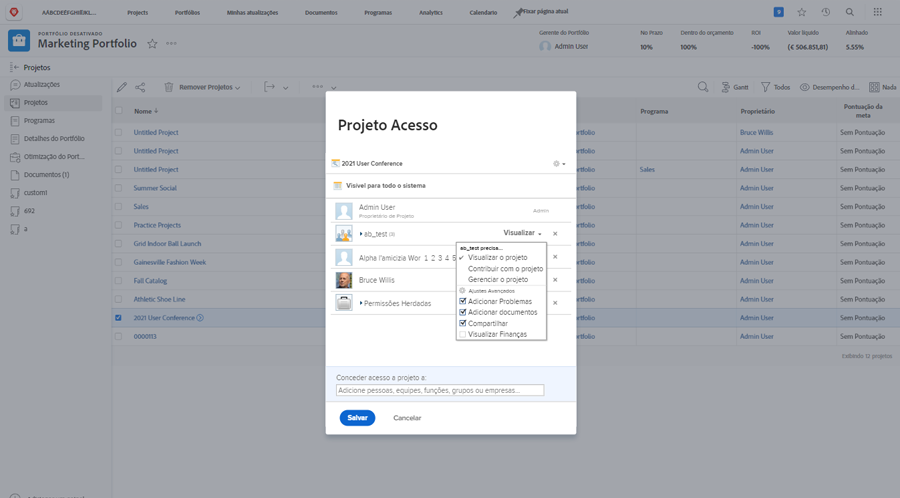 AÁBCDEÉFGHIÍJKL...
Projects
Portfólios
Minhas atualizações
Documentos
Programas
Analytics
Calendario
Fixar página atual
PORTFÓLIO DESATIVADO
Marketing Portfolio
Gerente do Portfólio
Admin User
No Prazo
10%
Dentro do orçamento
100%
ROI
-100%
Valor líquido
(€ 506.851,81)
Alinhado
5.55%
Projetos
Atualizações
Projetos
Programas
Detalhes do Portfólio
Otimização do Port...
Documentos (1)
custom1
692
a
Remover Projetos
Gantt
Todos
Desempenho d...
Nada
Nome
Programa
Proprietário
Pontuação da meta
Untitled Project
rtfolio
Bruce Willis
Sem Pontuação
Untitled Project
rtfolio
Admin User
Sem Pontuação
Untitled Project
rtfolio
Sales
Admin User
Sem Pontuação
Summer Social
rtfolio
Admin User
Sem Pontuação
Sales
rtfolio
Admin User
Sem Pontuação
Practice Projects
rtfolio
Admin User
Sem Pontuação
Grid Indoor Ball Launch
rtfolio
Admin User
Sem Pontuação
Gainesville Fashion Week
rtfolio
Admin User
Sem Pontuação
Fall Catalog
rtfolio
Admin User
Sem Pontuação
Athletic Shoe Line
rtfolio
Admin User
Sem Pontuação
2021 User Conference
rtfolio
Admin User
Sem Pontuação
0000113
rtfolio
Admin User
Sem Pontuação
Exibindo 12 projetos
Projeto Acesso
2021 User Conference
Visível para todo o sistema
Admin User
Proprietário de Projeto
Admin
ab_test (3)
Visualizar
Alpha l'amicizia Wor 1 2 3 4 5
Bruce Willis
Permissões Herdadas
ab_test precisa...
Visualizar o projeto
Contribuir com o projeto
Gerenciar o projeto
Ajustes Avançados
Adicionar Problemas
Adicionar documentos
Compartilhar
Visualizar Finanças
Conceder acesso a projeto a:
Adicione pessoas, equipes, funções, grupos ou empresas...
Salvar
Cancelar